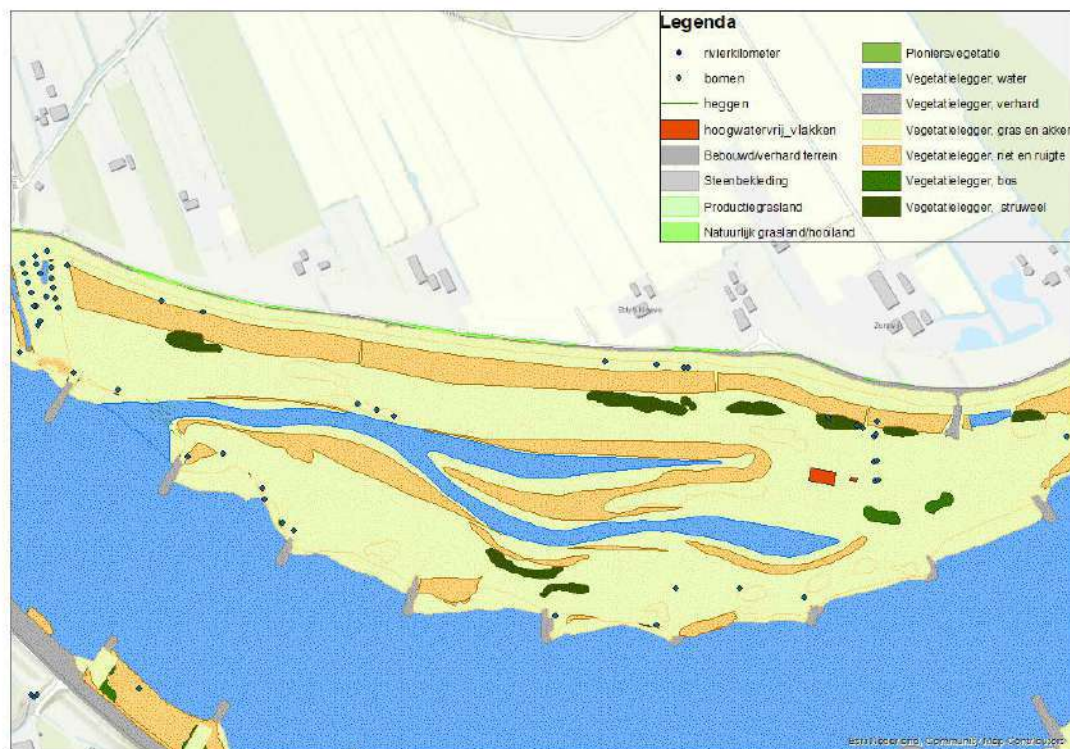 Legenda
rivierkilometer
bomen
heggen
hoogwatervrij_vlakken
Bebouwd/verhard terrein
Steenbekleding
Productiegrasland
Natuurlijk grasland/hooiland
Pioniersvegetatie
Vegetatielegger, water
Vegetatielegger, verhard
Vegetatielegger, gras en akker
Vegetatielegger, riet en ruigte
Vegetatielegger, bos
Vegetatielegger, struweel
Esri Nederland, Community Map Contributors